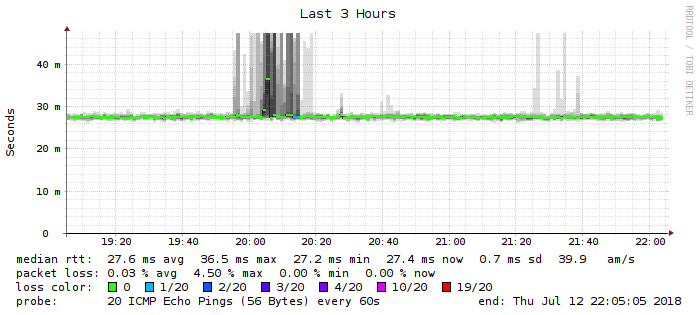 Last 3 Hours
RRDTOOL / TOBI OETIKER
Seconds
40 m
30 m
20 m
10 m
0
19:20 19:40 20:00 20:20 20:40 21:00 21:20 21:40 22:00
median rtt: 27.6 ms avg 36.5 ms max 27.2 ms min 27.4 ms now 0.7 ms sd 39.9 am/s
packet loss: 0.03 % avg 4.50 % max 0.00 % min 0.00 % now
loss color: 0 1/20 2/20 3/20 4/20 10/20 19/20
probe: 20 ICMP Echo Pings (56 Bytes) every 60s end: Thu Jul 12 22:05:05 2018